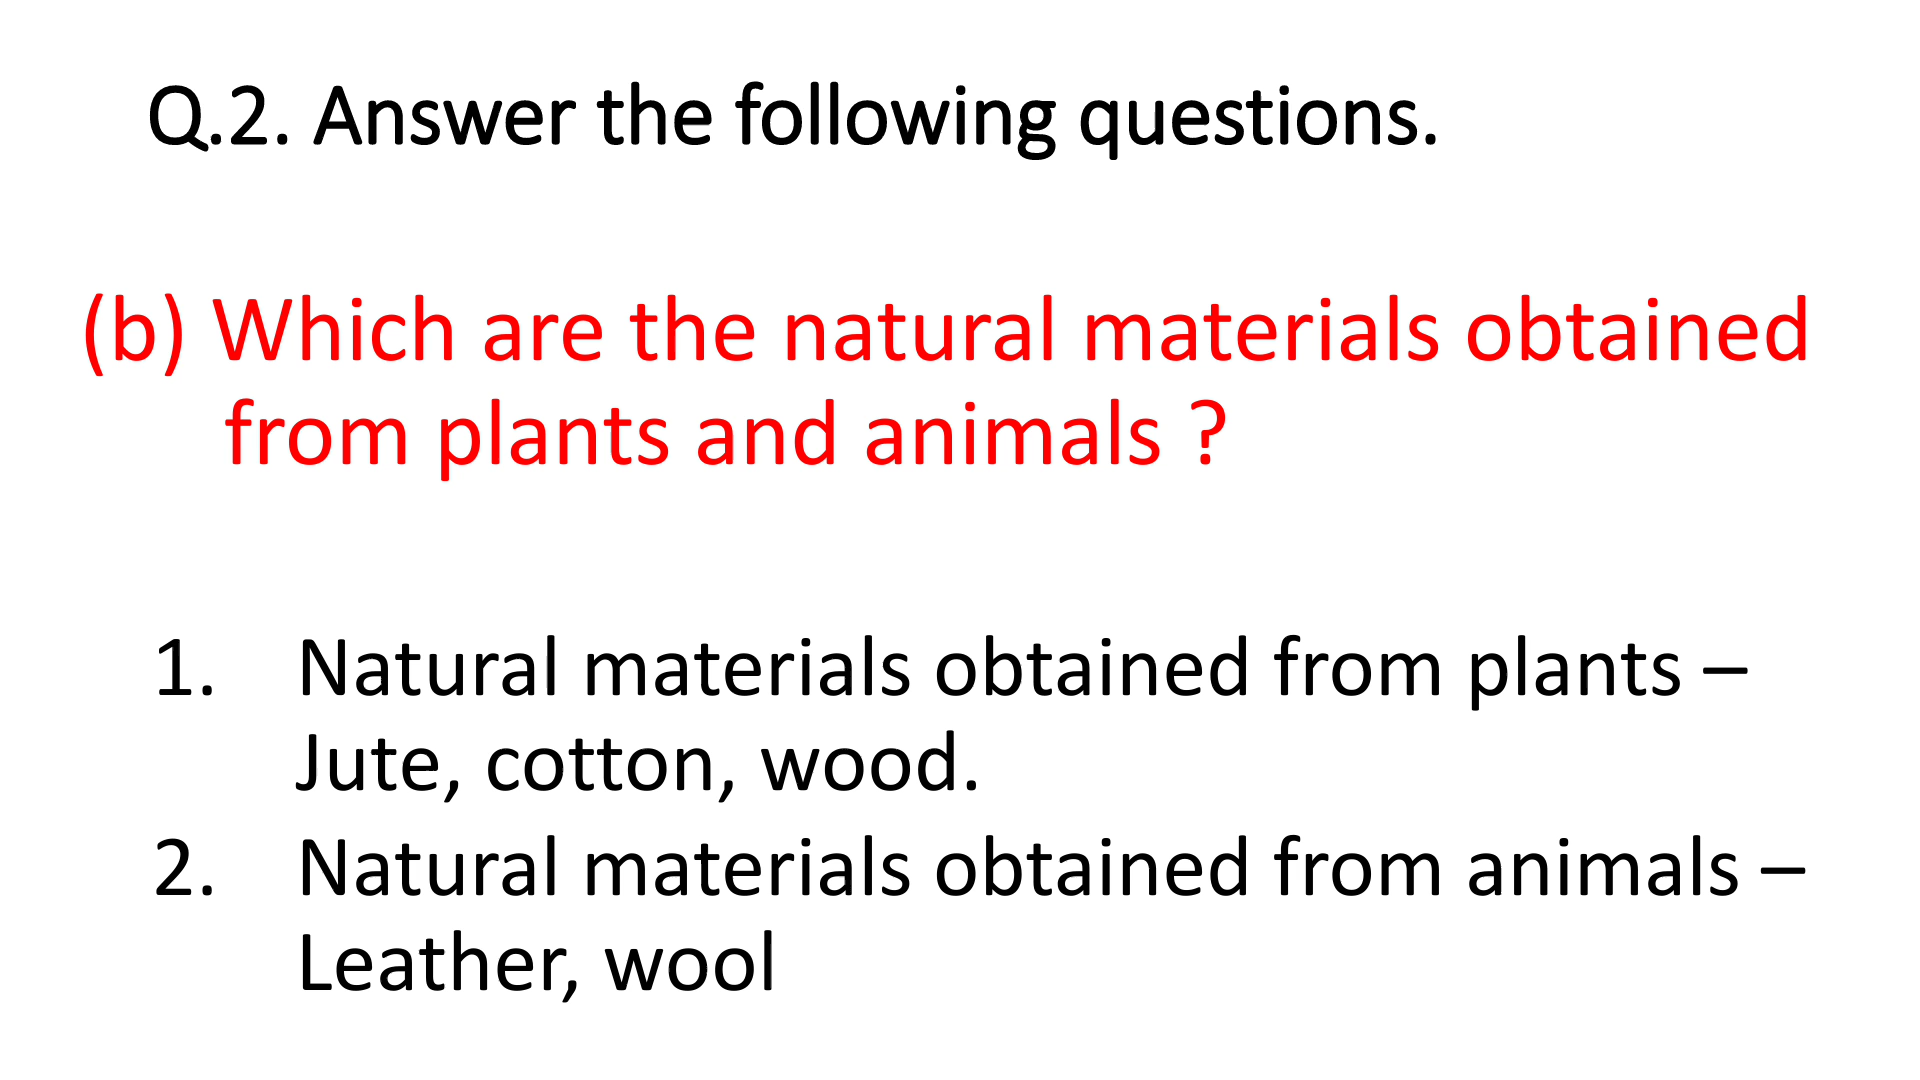 Q.2. Answer the following questions.
(b) Which are the natural materials obtained
from plants and animals ?
1. Natural materials obtained from plants –
Jute, cotton, wood.
2. Natural materials obtained from animals –
Leather, wool